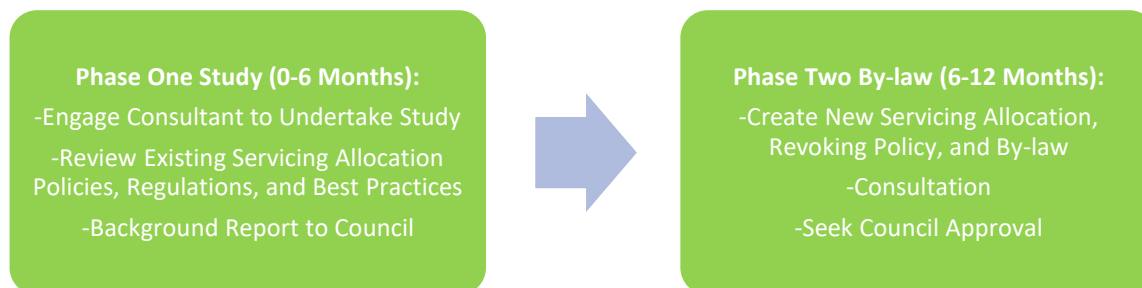 Phase One Study (0-6 Months):
-Engage Consultant to Undertake Study
-Review Existing Servicing Allocation
Policies, Regulations, and Best Practices
-Background Report to Council
Phase Two By-law (6-12 Months):
-Create New Servicing Allocation,
Revoking Policy, and By-law
-Consultation
-Seek Council Approval